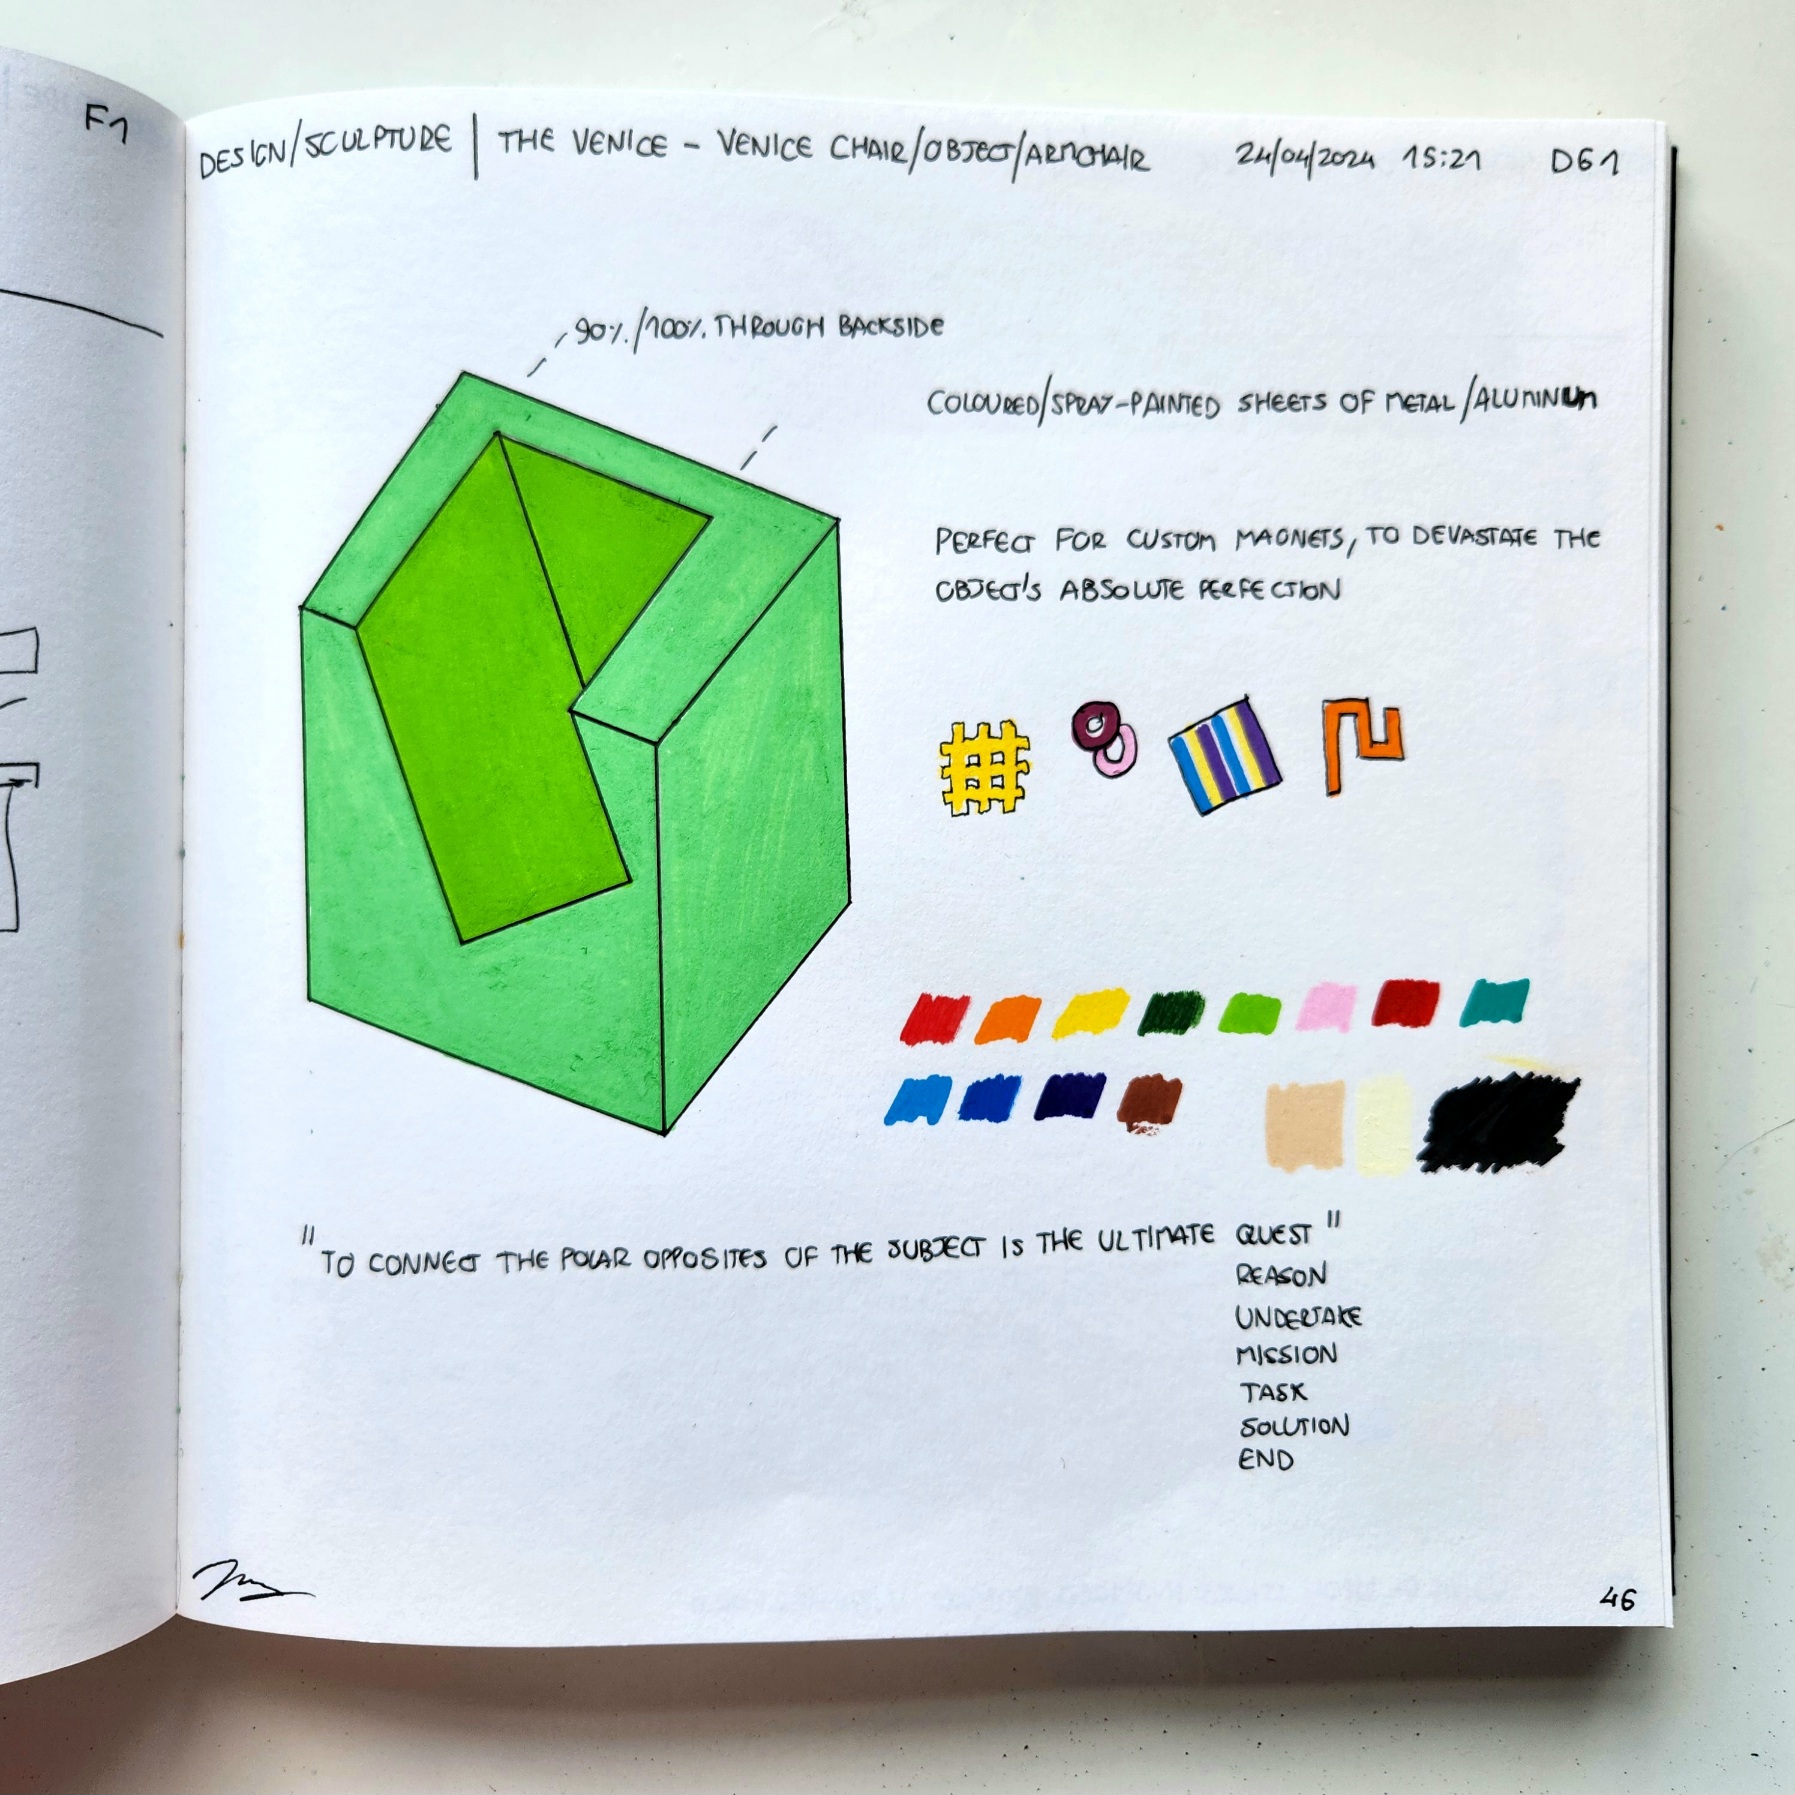 F1
DESIGN/SCULPTURE | THE VENICE - VENICE CHAIR/OBJECT/ARMCHAIR 24/04/2024 15:21 D61
90%/100% THROUGH BACKSIDE
COLOURED/SPRAY-PAINTED SHEETS OF METAL/ALUMINUM
PERFECT FOR CUSTOM MAGNETS, TO DEVASTATE THE
OBJECT'S ABSOLUTE PERFECTION
"TO CONNECT THE POLAR OPPOSITES OF THE SUBJECT IS THE ULTIMATE QUEST"
REASON
UNDERTAKE
MISSION
TASK
SOLUTION
END
46